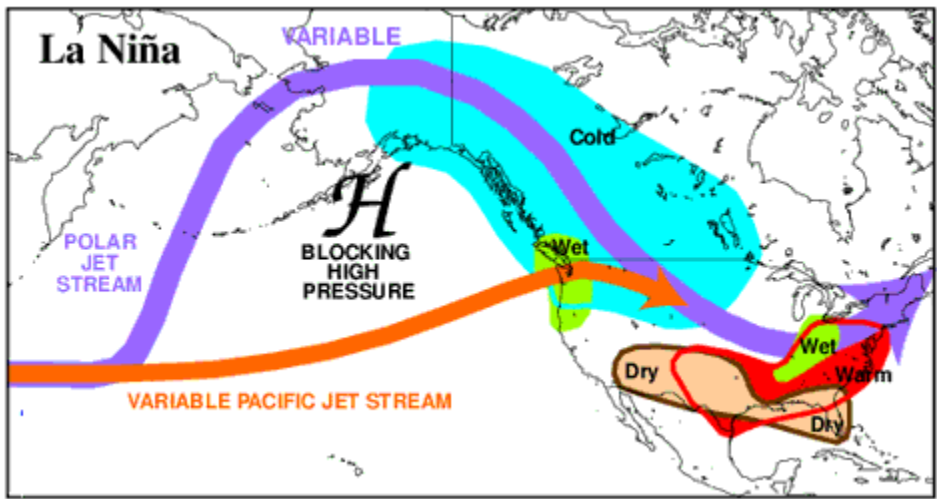 La Niña
VARIABLE
Cold
H
BLOCKING
HIGH
PRESSURE
POLAR
JET
STREAM
Wet
VARIABLE PACIFIC JET STREAM
Wet
Dry
Warm
Dry